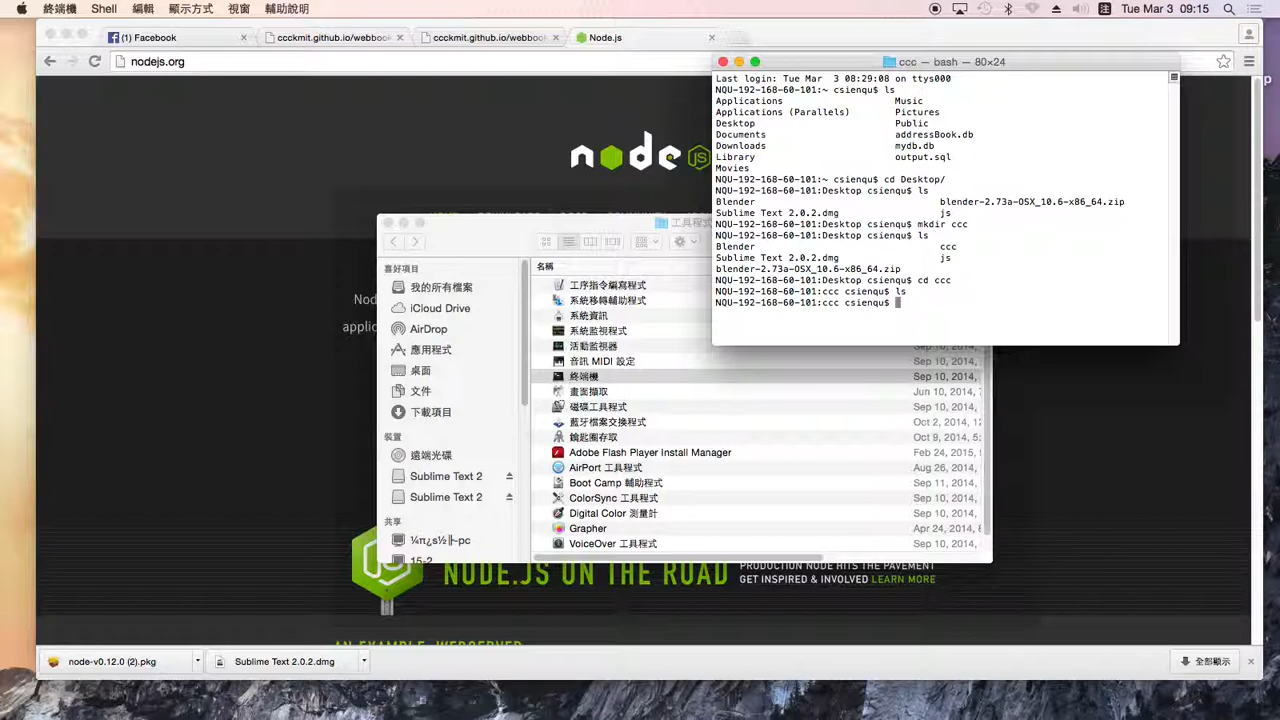 終端機 Shell 編輯 顯示方式 視窗 輔助說明 Tue Mar 3 09:15
(1) Facebook
ccckmit.github.io/webbook
ccckmit.github.io/webbook
Node.js
nodejs.org
ccc — bash — 80×24
Last login: Tue Mar  3 08:29:08 on ttys000
NQU-192-168-60-101:~ csienqu$ ls
Applications Music
Applications (Parallels) Pictures
Desktop Public
Documents addressBook.db
Downloads mydb.db
Library output.sql
Movies
NQU-192-168-60-101:~ csienqu$ cd Desktop/
NQU-192-168-60-101:Desktop csienqu$ ls
Blender blender-2.73a-OSX_10.6-x86_64.zip
Sublime Text 2.0.2.dmg js
NQU-192-168-60-101:Desktop csienqu$ mkdir ccc
NQU-192-168-60-101:Desktop csienqu$ ls
Blender ccc
Sublime Text 2.0.2.dmg js
blender-2.73a-OSX_10.6-x86_64.zip
NQU-192-168-60-101:Desktop csienqu$ cd ccc
NQU-192-168-60-101:ccc csienqu$ ls
NQU-192-168-60-101:ccc csienqu$
node
JS
工具程式
喜好項目
我的所有檔案
iCloud Drive
AirDrop
應用程式
桌面
文件
下載項目
裝置
遠端光碟
Sublime Text 2
Sublime Text 2
共享
15-2
名稱
工序指令編寫程式
系統移轉輔助程式
系統資訊
系統監視程式
活動監視器 Sep 10, 2014,
音訊 MIDI 設定 Sep 10, 2014,
終端機 Sep 10, 2014,
畫面擷取 Jun 10, 2014,
磁碟工具程式 Sep 10, 2014,
藍牙檔案交換程式 Oct 2, 2014,
鑰匙圈存取 Oct 9, 2014,
Adobe Flash Player Install Manager Feb 24, 2015,
AirPort 工具程式 Aug 26, 2014,
Boot Camp 輔助程式 Sep 11, 2014,
ColorSync 工具程式 Sep 10, 2014,
Digital Color 測量計 Sep 10, 2014,
Grapher Apr 24, 2014,
VoiceOver 工具程式 Sep 10, 2014,
NODE.JS ON THE ROAD
PRODUCTION NODE HITS THE PAVEMENT
GET INSPIRED & INVOLVED LEARN MORE
AN EXAMPLE: WEBSERVER
node-v0.12.0 (2).pkg
Sublime Text 2.0.2.dmg
全部顯示